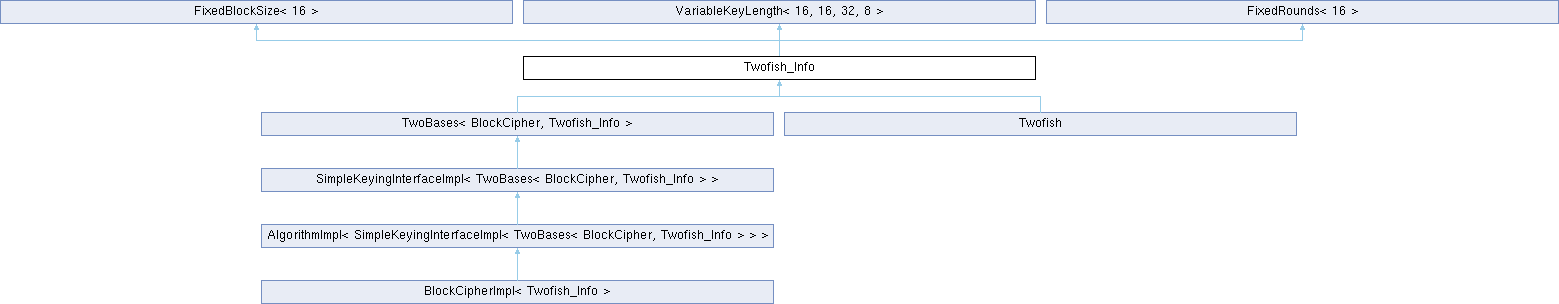 FixedBlockSize< 16 >
VariableKeyLength< 16, 16, 32, 8 >
FixedRounds< 16 >
Twofish_Info
TwoBases< BlockCipher, Twofish_Info >
Twofish
SimpleKeyingInterfaceImpl< TwoBases< BlockCipher, Twofish_Info > >
AlgorithmImpl< SimpleKeyingInterfaceImpl< TwoBases< BlockCipher, Twofish_Info > > >
BlockCipherImpl< Twofish_Info >